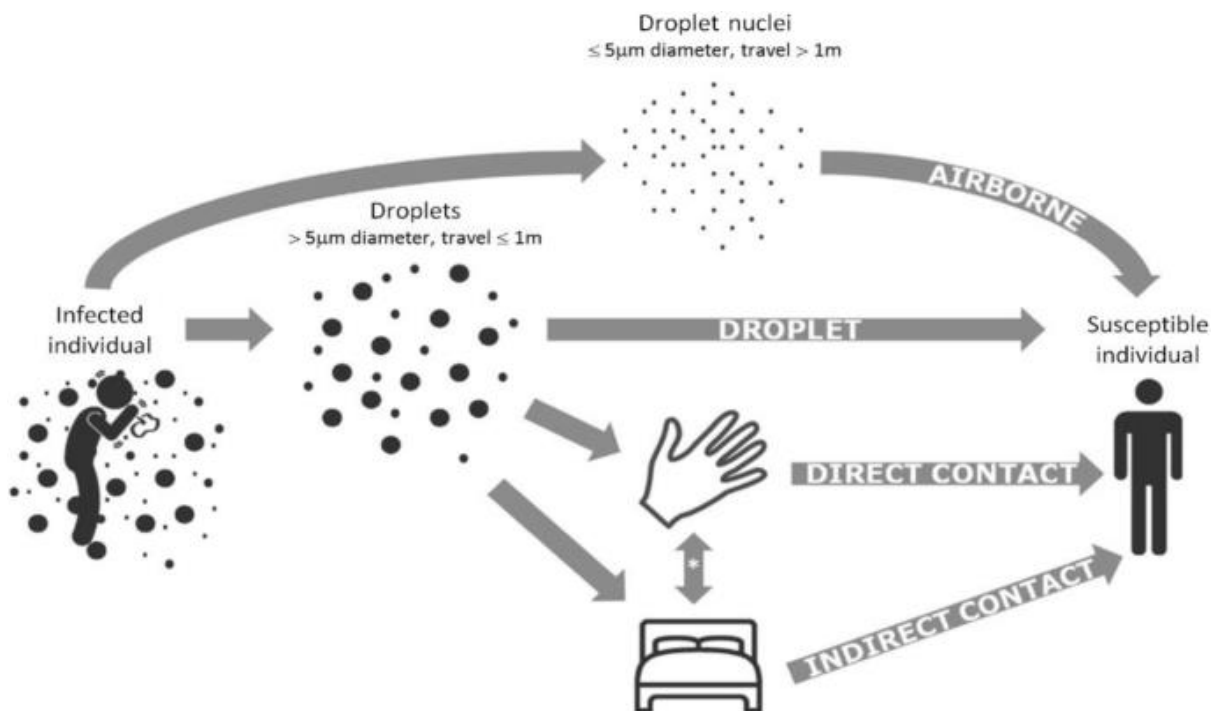 Droplet nuclei
≤ 5μm diameter, travel > 1m
AIRBORNE
Droplets
> 5μm diameter, travel ≤ 1m
Infected
individual
DROPLET
Susceptible
individual
DIRECT CONTACT
*
INDIRECT CONTACT